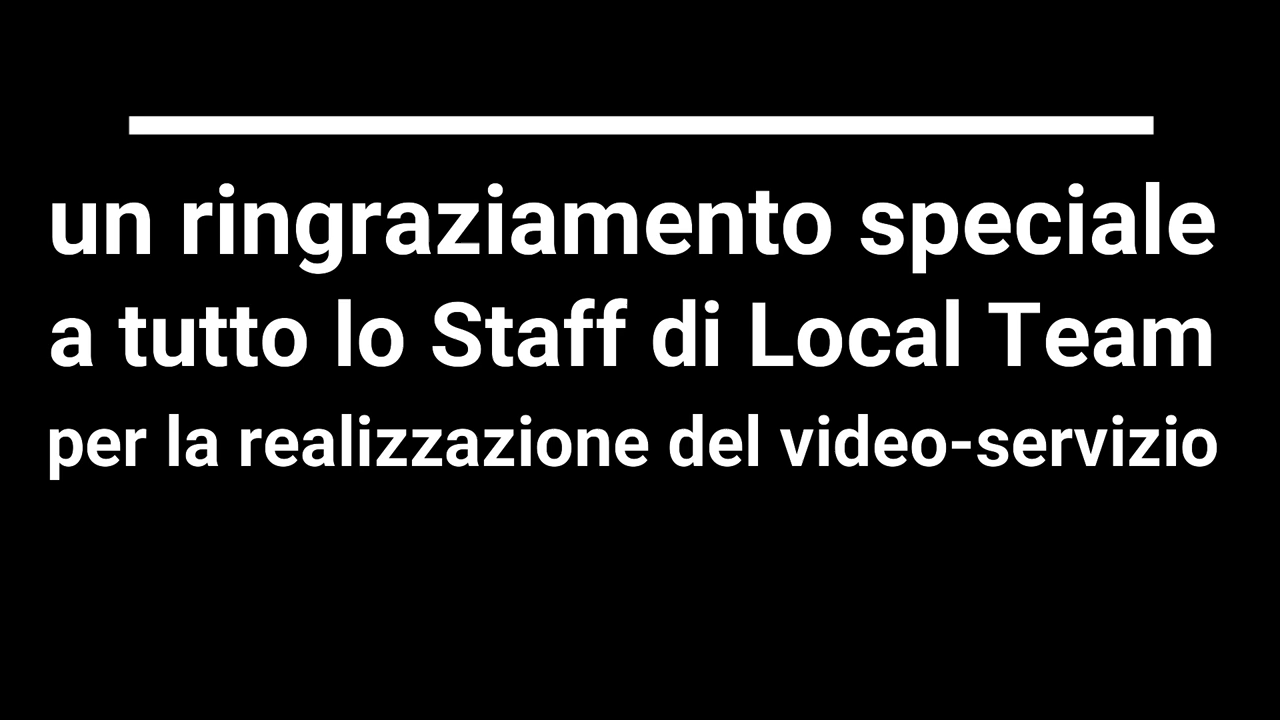 un ringraziamento speciale
a tutto lo Staff di Local Team
per la realizzazione del video-servizio